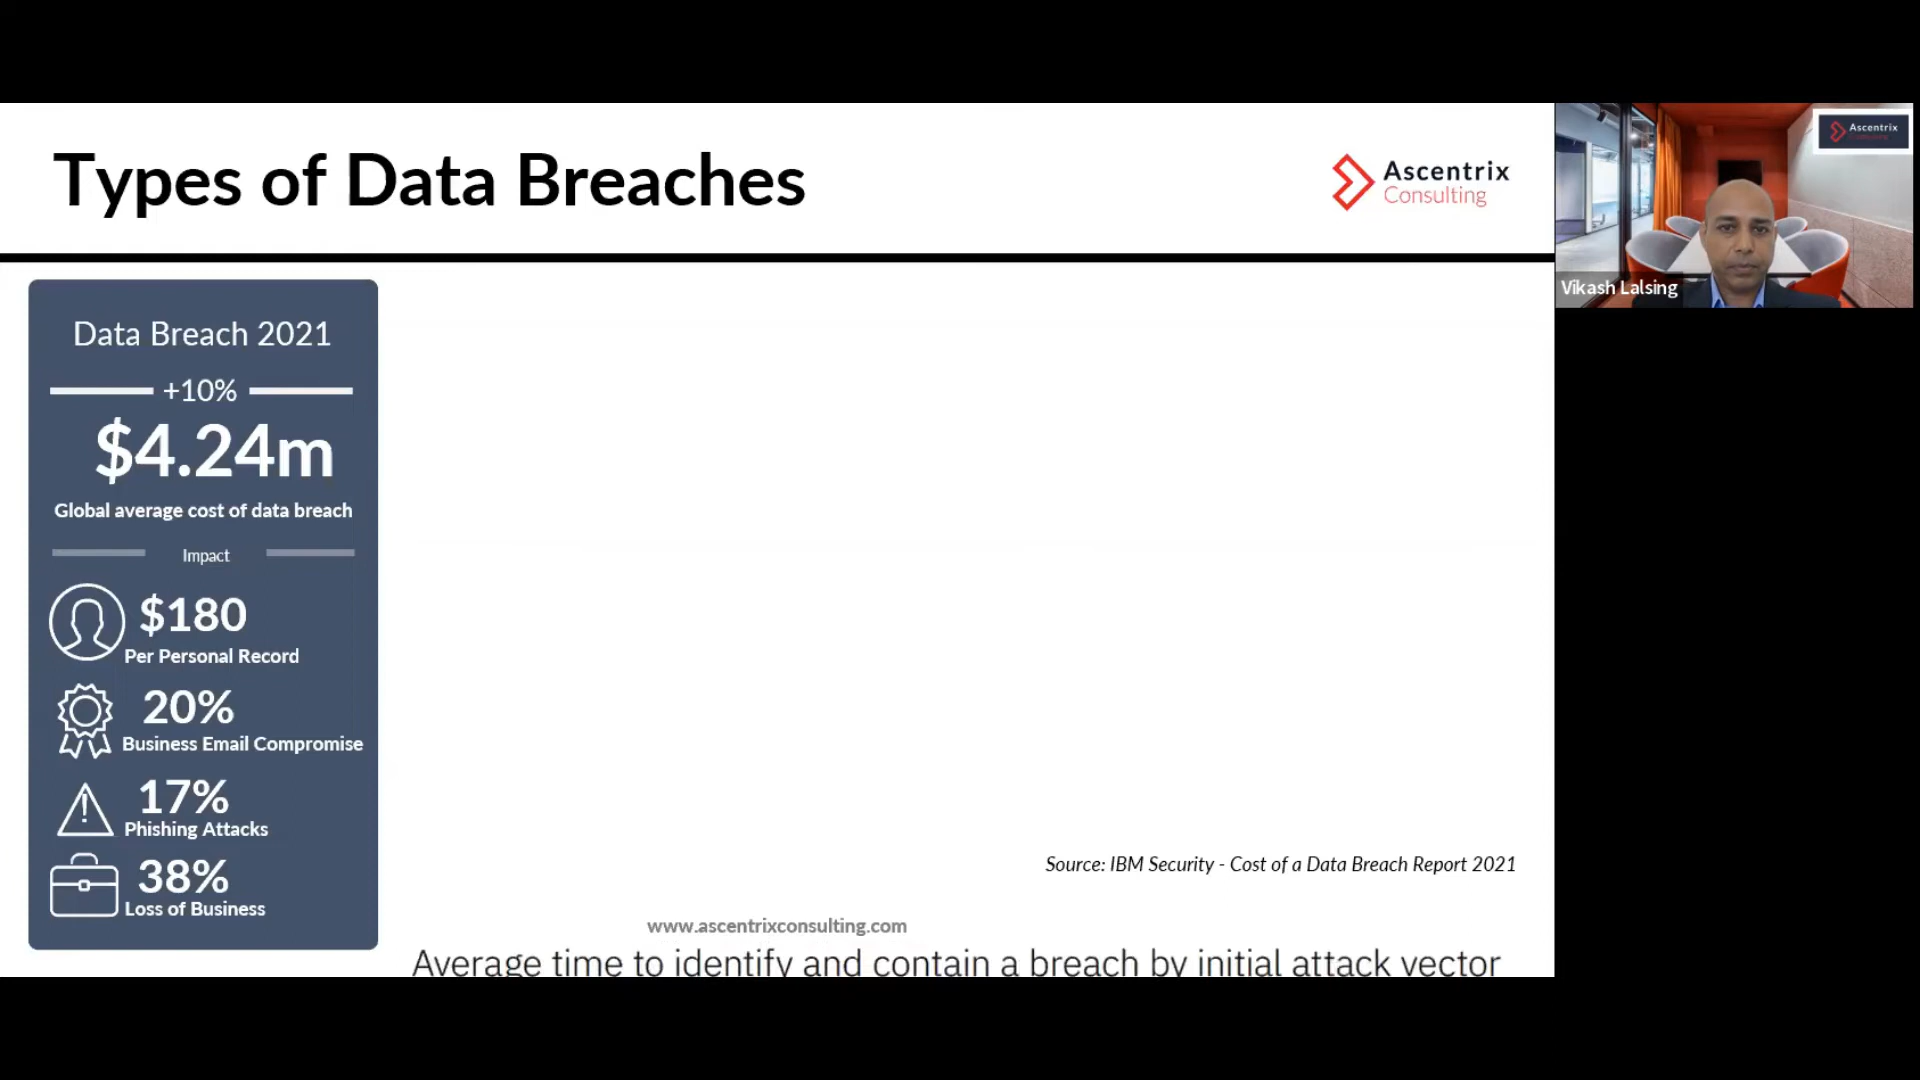 Types of Data Breaches
Ascentrix
Consulting
Ascentrix
Vikash Lalsing
Data Breach 2021
+10%
$4.24m
Global average cost of data breach
Impact
$180
Per Personal Record
20%
Business Email Compromise
17%
Phishing Attacks
38%
Loss of Business
Source: IBM Security - Cost of a Data Breach Report 2021
www.ascentrixconsulting.com
Average time to identify and contain a breach by initial attack vector